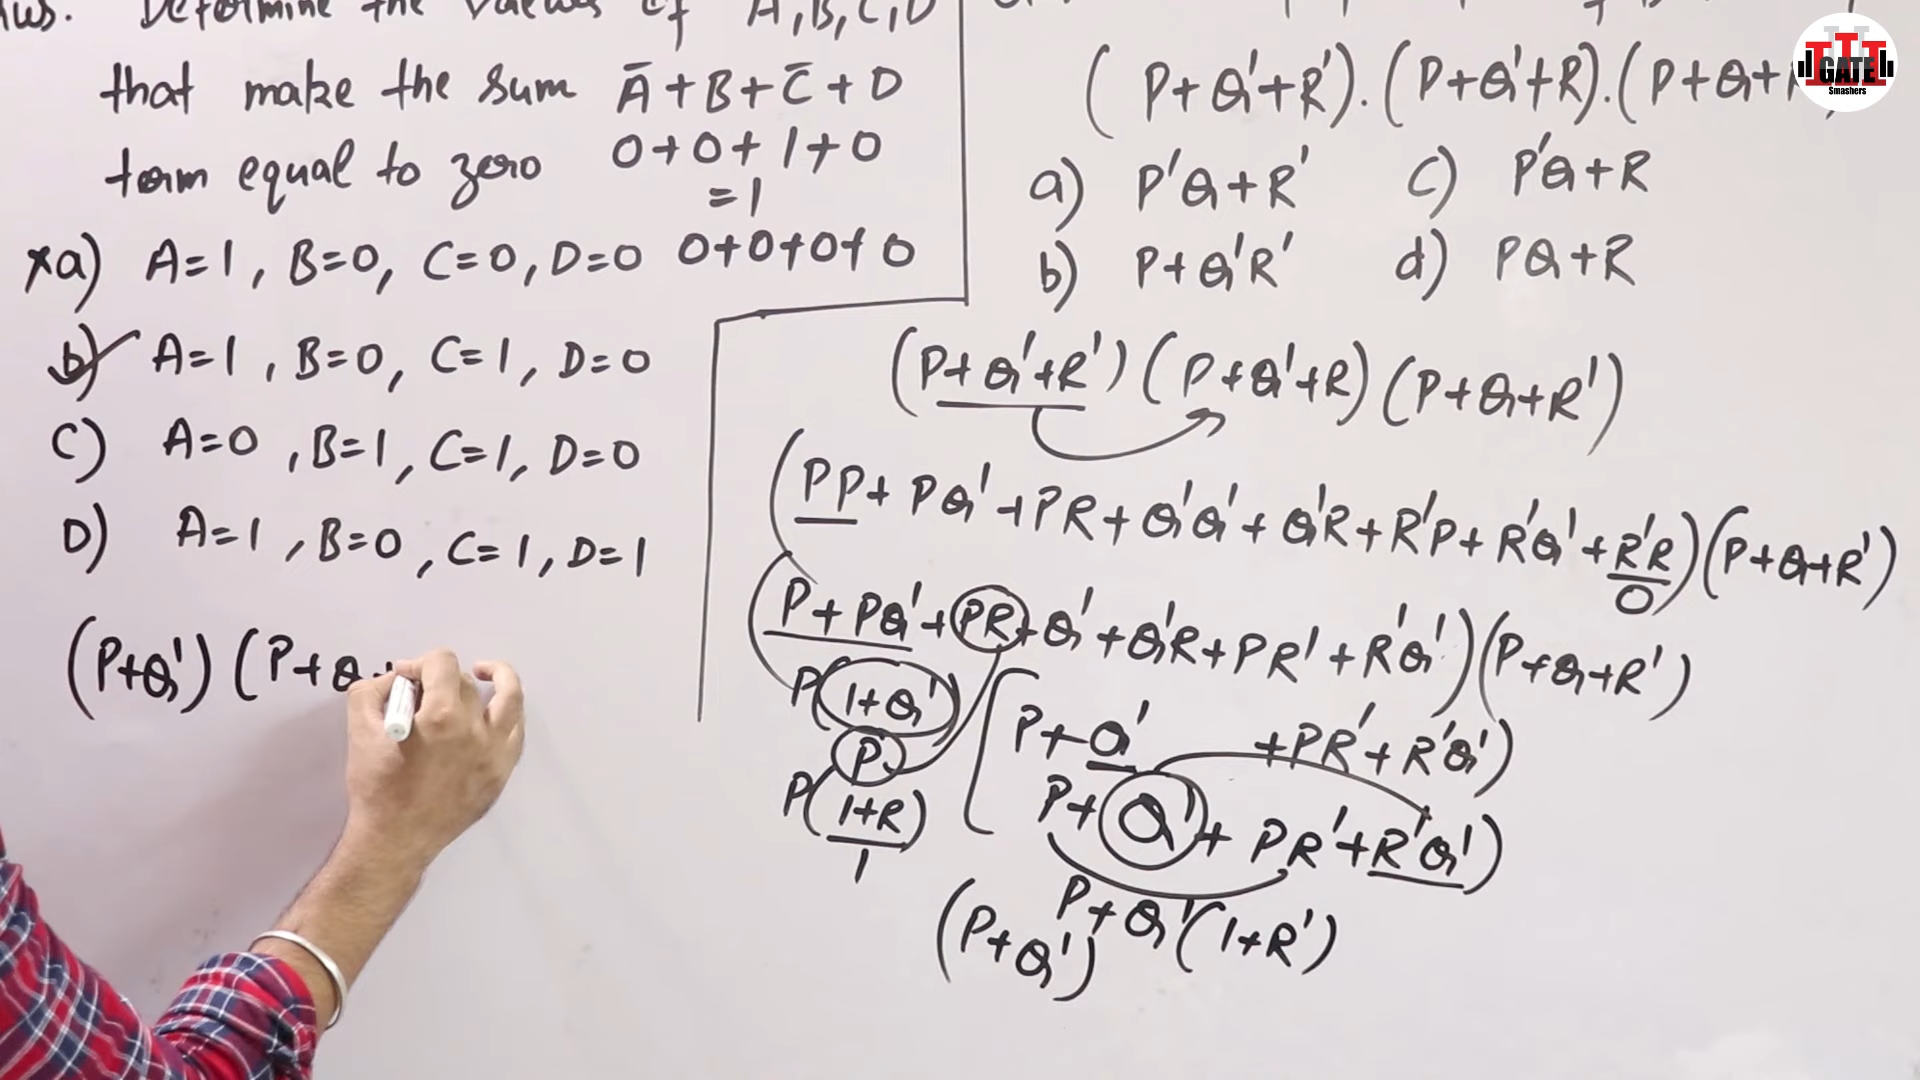 Determine the values of A, B, C, D
that make the sum A̅ + B + C̅ + D
term equal to zero
0+0+1+0
=1
×a) A=1, B=0, C=0, D=0 0+0+0+0
b) A=1, B=0, C=1, D=0
C) A=0, B=1, C=1, D=0
D) A=1, B=0, C=1, D=1
(P+Q') (P+Q+
(P+Q'+R').(P+Q'+R).(P+Q+
a) P'Q+R' c) P'Q+R
b) P+Q'R' d) PQ+R
(P+Q'+R') (P+Q'+R) (P+Q+R')
(PP+PQ'+PR+Q'Q'+Q'R+R'P+R'Q'+R'R) (P+Q+R')
0
(P+PQ'+PR+Q'+Q'R+PR'+R'Q') (P+Q+R')
P(1+Q')
P
P(1+R)
1
P+Q' +PR'+R'Q')
P+Q'+PR'+R'Q')
P+Q'(1+R')
(P+Q')
GATE
Smashers